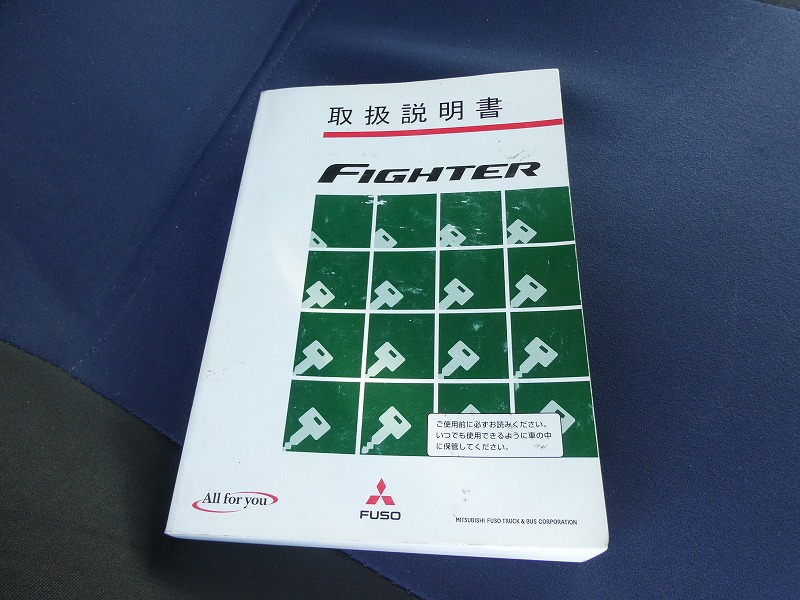 取扱説明書
FIGHTER
ご使用前に必ずお読みください。
いつでも使用できるように車の中
に保管してください。
All for you
FUSO
MITSUBISHI FUSO TRUCK & BUS CORPORATION